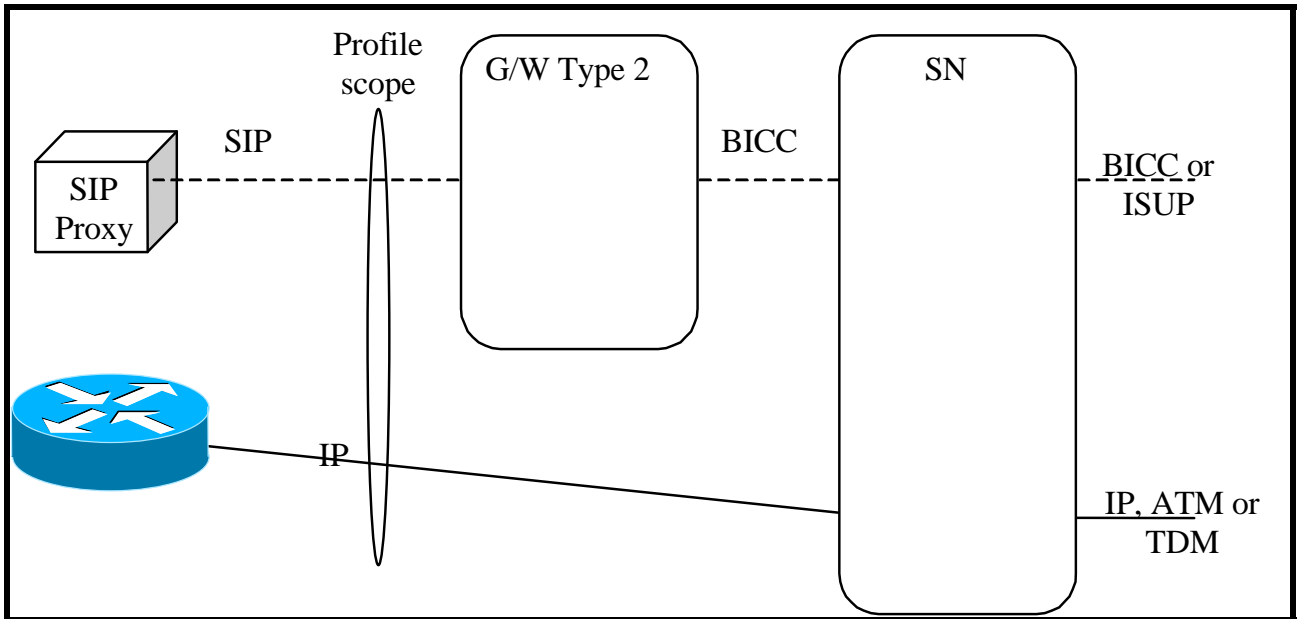 Profile
scope
G/W Type 2
SN
SIP
BICC
SIP
Proxy
BICC or
ISUP
IP
IP, ATM or
TDM